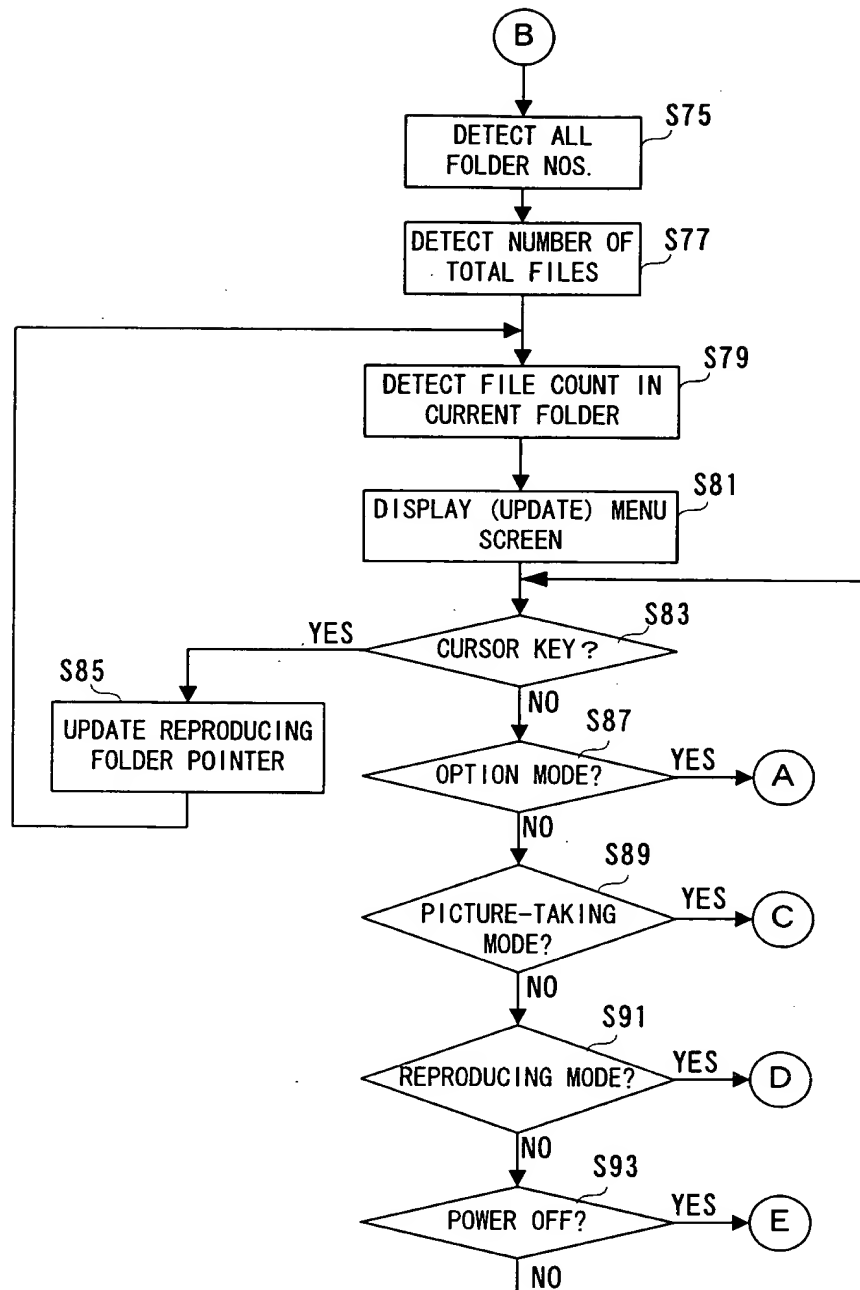 B
S75
DETECT ALL
FOLDER NOS.
S77
DETECT NUMBER OF
TOTAL FILES
S79
DETECT FILE COUNT IN
CURRENT FOLDER
S81
DISPLAY (UPDATE) MENU
SCREEN
S83
YES
CURSOR KEY?
NO
S85
UPDATE REPRODUCING
FOLDER POINTER
S87
OPTION MODE?
YES
A
NO
S89
PICTURE-TAKING
MODE?
YES
C
NO
S91
REPRODUCING MODE?
YES
D
NO
S93
POWER OFF?
YES
E
NO